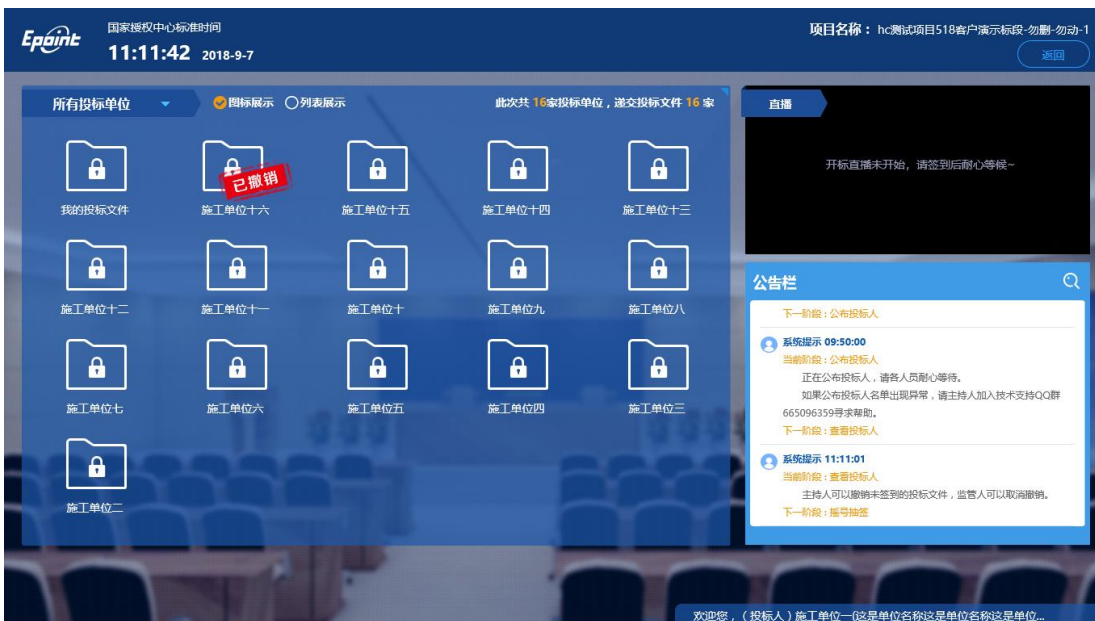 Epoint
国家授权中心标准时间
11:11:42 2018-9-7
项目名称：hc测试项目518客户演示标段-勿删-勿动-1
返回
所有投标单位
图标展示 列表展示
此次共 16家投标单位，递交投标文件 16 家
已撤销
我的投标文件 施工单位十六 施工单位十五 施工单位十四 施工单位十三
施工单位十二 施工单位十一 施工单位十 施工单位九 施工单位八
施工单位七 施工单位六 施工单位五 施工单位四 施工单位三
施工单位二
直播
开标直播未开始，请签到后耐心等候~
公告栏
下一阶段：公布投标人
系统提示 09:50:00
当前阶段：公布投标人
正在公布投标人，请各人员耐心等待。
如果公布投标人名单出现异常，请主持人加入技术支持QQ群
665096359寻求帮助。
下一阶段：查看投标人
系统提示 11:11:01
当前阶段：查看投标人
主持人可以撤销未签到的投标文件，监管人可以取消撤销。
下一阶段：摇号抽签
欢迎您，（投标人）施工单位一(这是单位名称这是单位名称这是单位...